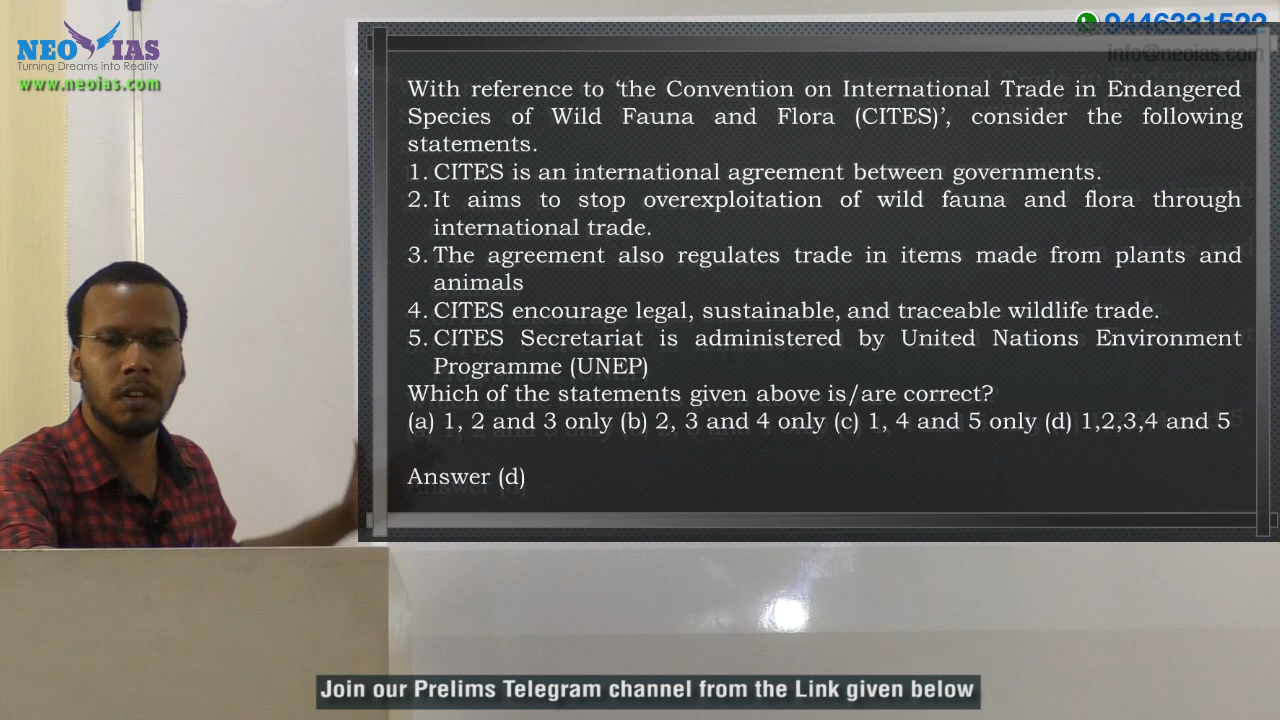 NEO IAS
Turning Dreams into Reality
www.neoias.com
9446331522
info@neoias.com
With reference to ‘the Convention on International Trade in Endangered
Species of Wild Fauna and Flora (CITES)’, consider the following
statements.
1. CITES is an international agreement between governments.
2. It aims to stop overexploitation of wild fauna and flora through
international trade.
3. The agreement also regulates trade in items made from plants and
animals
4. CITES encourage legal, sustainable, and traceable wildlife trade.
5. CITES Secretariat is administered by United Nations Environment
Programme (UNEP)
Which of the statements given above is/are correct?
(a) 1, 2 and 3 only (b) 2, 3 and 4 only (c) 1, 4 and 5 only (d) 1,2,3,4 and 5
Answer (d)
Join our Prelims Telegram channel from the Link given below